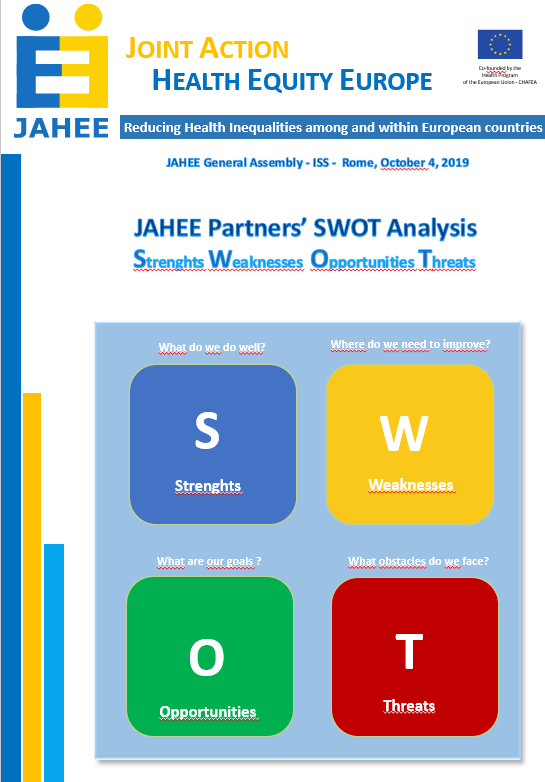 JOINT ACTION
HEALTH EQUITY EUROPE
Co-founded by the
Health Program
of the European Union - CHAFEA
JAHEE
Reducing Health Inequalities among and within European countries
JAHEE General Assembly - ISS - Rome, October 4, 2019
JAHEE Partners' SWOT Analysis
Strenghts Weaknesses Opportunities Threats
What do we do well?
Where do we need to improve?
S
Strenghts
W
Weaknesses
What are our goals ?
What obstacles do we face?
O
Opportunities
T
Threats